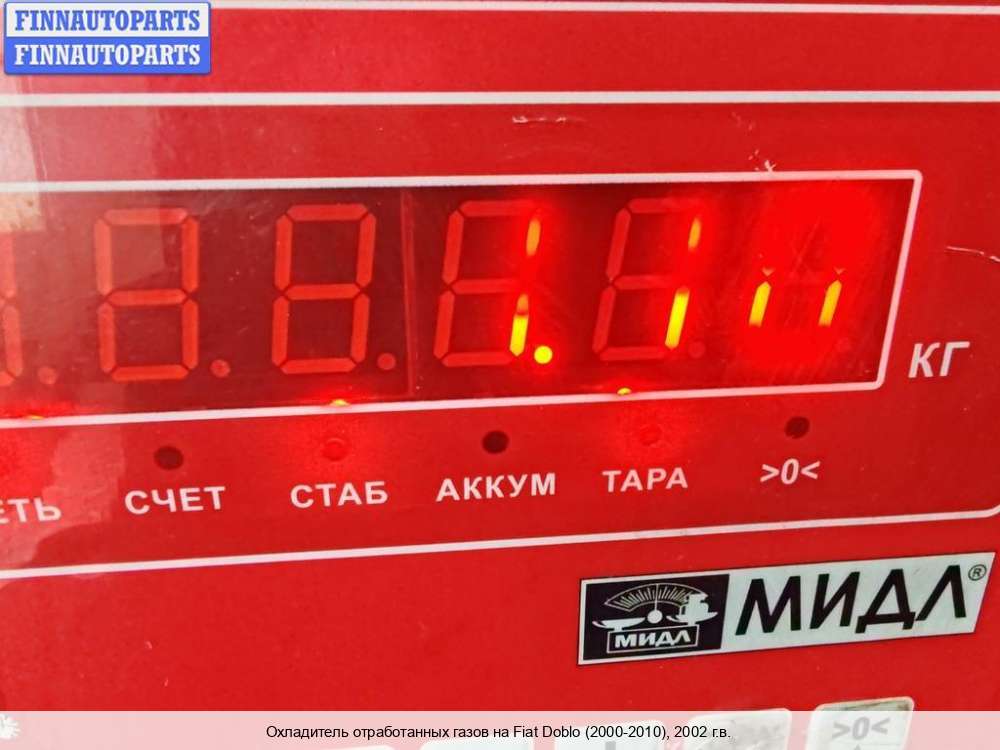 FINNAUTOPARTS
FINNAUTOPARTS
КГ
ЕТЬ СЧЕТ СТАБ АККУМ ТАРА >0<
МИДЛ МИДЛ®
>0<
Охладитель отработанных газов на Fiat Doblo (2000-2010), 2002 г.в.